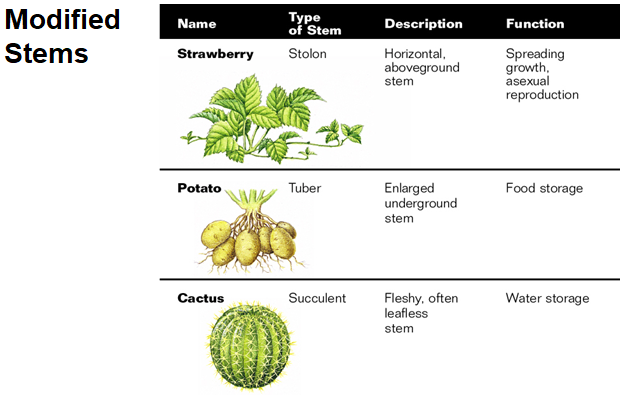 Modified
Stems
Name
Type
of Stem
Description
Function
Strawberry
Stolon
Horizontal,
aboveground
stem
Spreading
growth,
asexual
reproduction
Potato
Tuber
Enlarged
underground
stem
Food storage
Cactus
Succulent
Fleshy, often
leafless
stem
Water storage